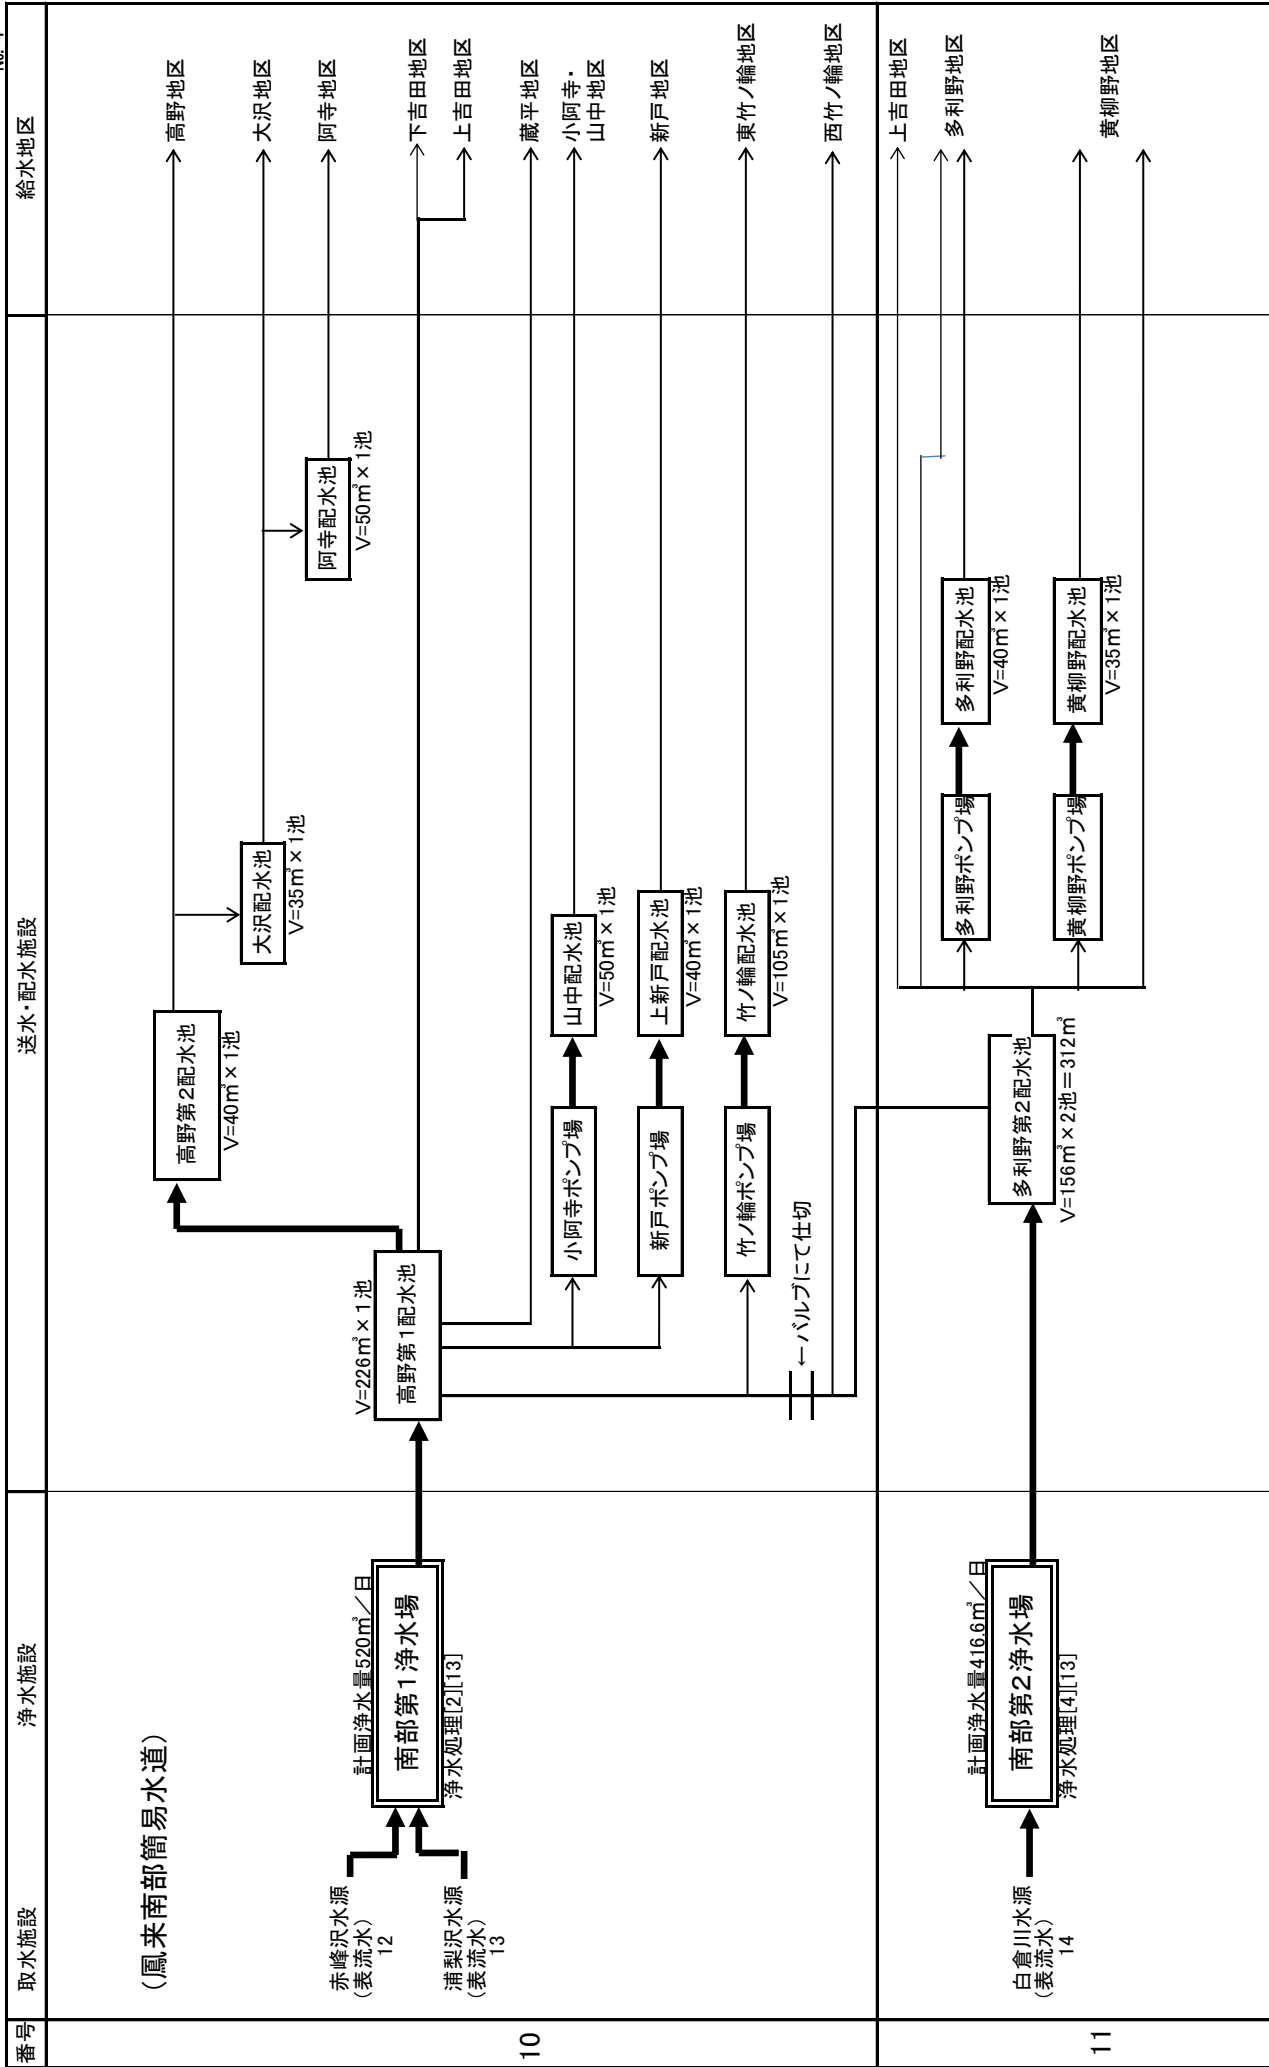 番号
取水施設
浄水施設
送水・配水施設
給水地区
10
(鳳来南部簡易水道)
赤峰沢水源
(表流水)
12
浦梨沢水源
(表流水)
13
計画浄水量520㎥／日
南部第1浄水場
浄水処理[2][13]
V=226㎥×1池
高野第1配水池
高野第2配水池
V=40㎥×1池
大沢配水池
V=35㎥×1池
阿寺配水池
V=50㎥×1池
小阿寺ポンプ場
山中配水池
V=50㎥×1池
新戸ポンプ場
上新戸配水池
V=40㎥×1池
竹ノ輪ポンプ場
竹ノ輪配水池
V=105㎥×1池
←バルブにて仕切
高野地区
大沢地区
阿寺地区
下吉田地区
上吉田地区
蔵平地区
小阿寺・
山中地区
新戸地区
東竹ノ輪地区
西竹ノ輪地区
11
白倉川水源
(表流水)
14
計画浄水量416.6㎥／日
南部第2浄水場
浄水処理[4][13]
多利野第2配水池
V=156㎥×2池＝312㎥
多利野ポンプ場
多利野配水池
V=40㎥×1池
黄柳野ポンプ場
黄柳野配水池
V=35㎥×1池
上吉田地区
多利野地区
黄柳野地区